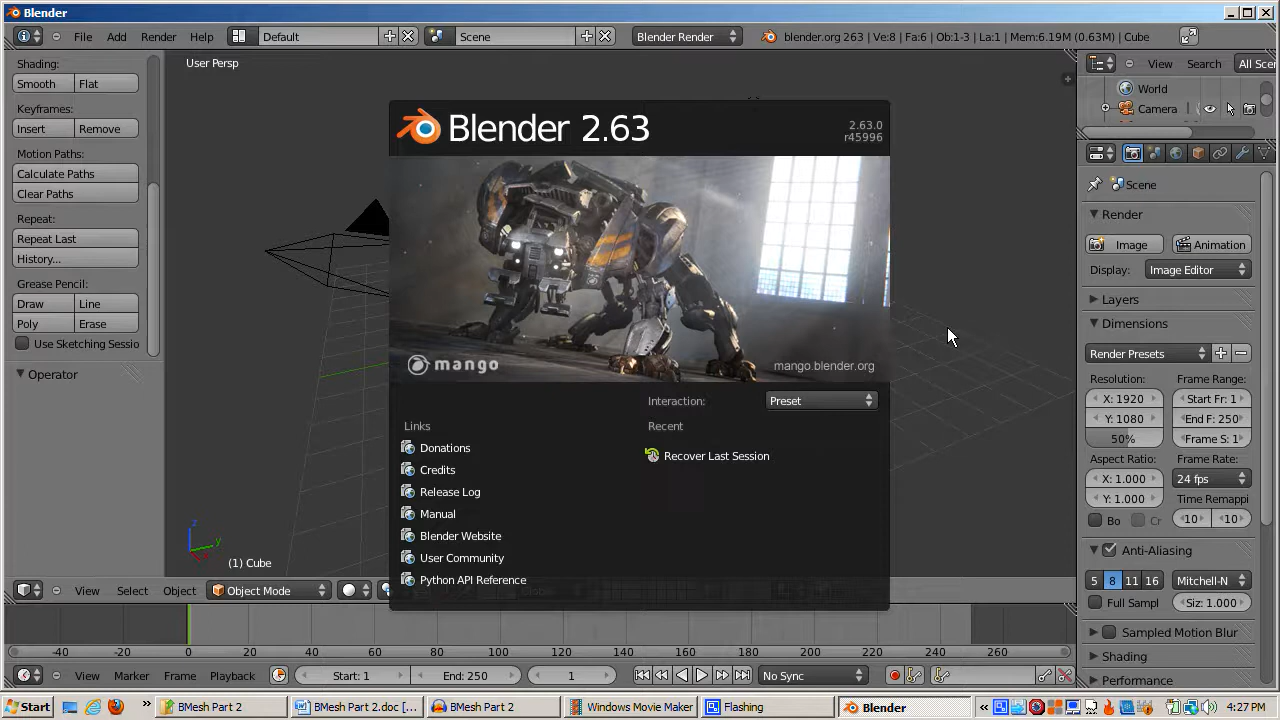 Blender
File Add Render Help Default Scene Blender Render blender.org 263 | Ve:8 | Fa:6 | Ob:1-3 | La:1 | Mem:6.19M (0.63M) | Cube
Shading:
Smooth Flat
Keyframes:
Insert Remove
Motion Paths:
Calculate Paths
Clear Paths
Repeat:
Repeat Last
History...
Grease Pencil:
Draw Line
Poly Erase
Use Sketching Sessio
Operator
User Persp
Blender 2.63
2.63.0
r45996
mango
mango.blender.org
Interaction: Preset
Links
Donations
Credits
Release Log
Manual
Blender Website
User Community
Python API Reference
Recent
Recover Last Session
z
y
(1) Cube
View Select Object Object Mode
View Search All Scer
World
Camera
Scene
Render
Image Animation
Display: Image Editor
Layers
Dimensions
Render Presets
Resolution:
X: 1920
Y: 1080
50%
Frame Range:
Start Fr: 1
End F: 250
Frame S: 1
Aspect Ratio:
X: 1.000
Y: 1.000
Bo Cr
Frame Rate:
24 fps
Time Remappi
10 10
Anti-Aliasing
5 8 11 16 Mitchell-N
Full Sampl Siz: 1.000
Sampled Motion Blur
Shading
Performance
-40 -20 0 20 40 60 80 100 120 140 160 180 200 220 240 260
View Marker Frame Playback Start: 1 End: 250 1 No Sync
Start BMesh Part 2 BMesh Part 2.doc [... BMesh Part 2 Windows Movie Maker Flashing Blender 4:27 PM